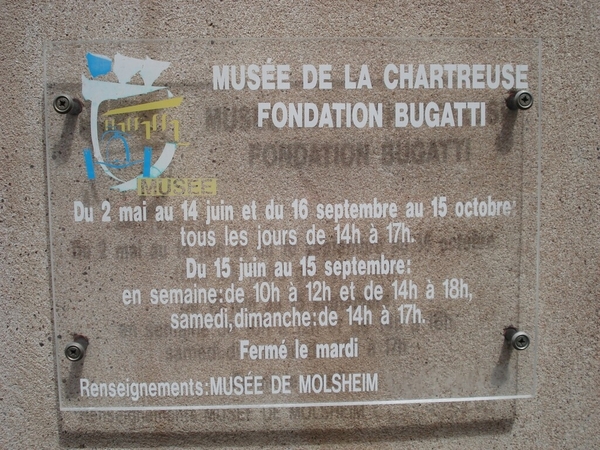 MUSÉE DE LA CHARTREUSE
FONDATION BUGATTI
MUSÉE
Du 2 mai au 14 juin et du 16 septembre au 15 octobre
tous les jours de 14h à 17h.
Du 15 juin au 15 septembre:
en semaine:de 10h à 12h et de 14h à 18h,
samedi,dimanche:de 14h à 17h.
Fermé le mardi
Renseignements:MUSÉE DE MOLSHEIM